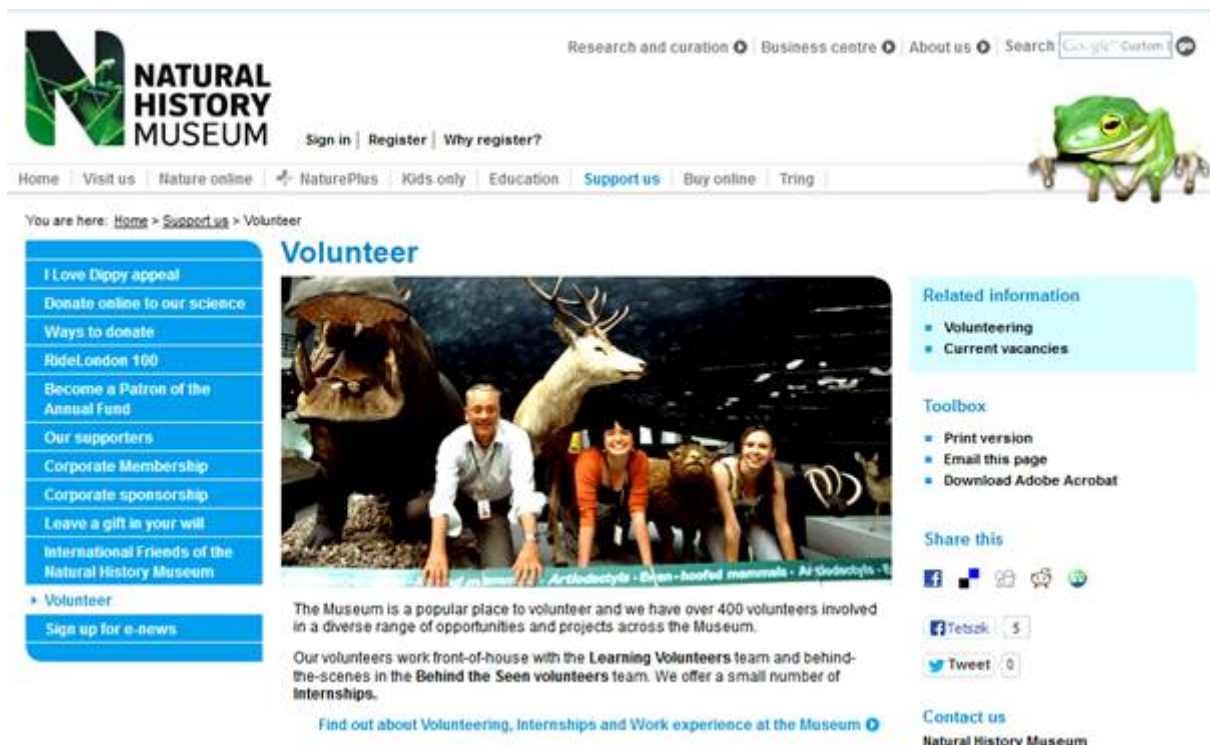 Research and curation Business centre About us Search Google Custom go
NATURAL
HISTORY
MUSEUM
Sign in | Register | Why register?
Home Visit us Nature online NaturePlus Kids only Education Support us Buy online Tring
You are here: Home > Support us > Volunteer
I Love Dippy appeal
Donate online to our science
Ways to donate
RideLondon 100
Become a Patron of the
Annual Fund
Our supporters
Corporate Membership
Corporate sponsorship
Leave a gift in your will
International Friends of the
Natural History Museum
Volunteer
Sign up for e-news
Volunteer
Artiodactyls - Even-hoofed mammals - Artiodactyls
The Museum is a popular place to volunteer and we have over 400 volunteers involved
in a diverse range of opportunities and projects across the Museum.
Our volunteers work front-of-house with the Learning Volunteers team and behind-
the-scenes in the Behind the Seen volunteers team. We offer a small number of
Internships.
Find out about Volunteering, Internships and Work experience at the Museum
Related information
Volunteering
Current vacancies
Toolbox
Print version
Email this page
Download Adobe Acrobat
Share this
Tetszik 5
Tweet 0
Contact us
Natural History Museum